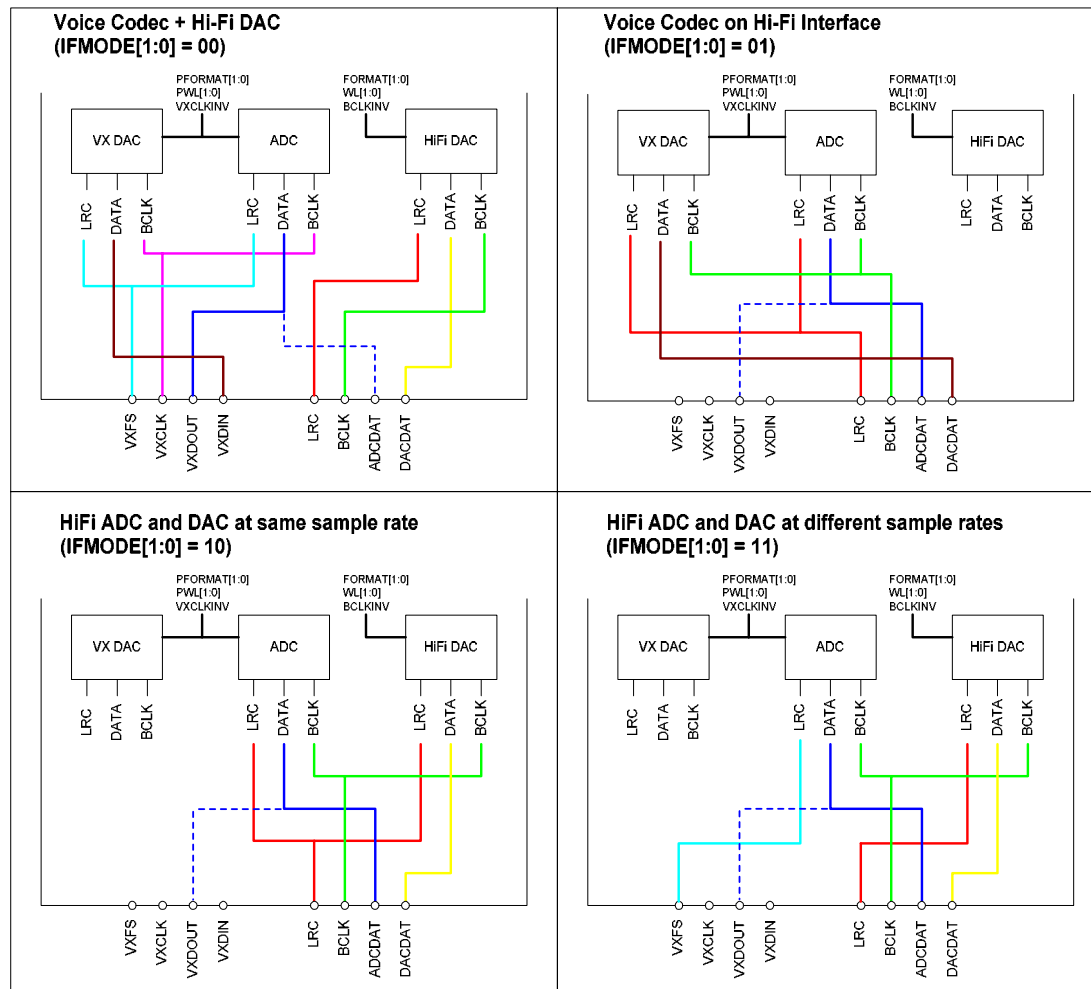 Voice Codec + Hi-Fi DAC
(IFMODE[1:0] = 00)
PFORMAT[1:0]
PWL[1:0]
VXCLKINV
FORMAT[1:0]
WL[1:0]
BCLKINV
VX DAC
ADC
HiFi DAC
LRC
DATA
BCLK
LRC
DATA
BCLK
LRC
DATA
BCLK
VXFS
VXCLK
VXDOUT
VXDIN
LRC
BCLK
ADCDAT
DACDAT
Voice Codec on Hi-Fi Interface
(IFMODE[1:0] = 01)
PFORMAT[1:0]
PWL[1:0]
VXCLKINV
FORMAT[1:0]
WL[1:0]
BCLKINV
VX DAC
ADC
HiFi DAC
LRC
DATA
BCLK
LRC
DATA
BCLK
LRC
DATA
BCLK
VXFS
VXCLK
VXDOUT
VXDIN
LRC
BCLK
ADCDAT
DACDAT
HiFi ADC and DAC at same sample rate
(IFMODE[1:0] = 10)
PFORMAT[1:0]
PWL[1:0]
VXCLKINV
FORMAT[1:0]
WL[1:0]
BCLKINV
VX DAC
ADC
HiFi DAC
LRC
DATA
BCLK
LRC
DATA
BCLK
LRC
DATA
BCLK
VXFS
VXCLK
VXDOUT
VXDIN
LRC
BCLK
ADCDAT
DACDAT
HiFi ADC and DAC at different sample rates
(IFMODE[1:0] = 11)
PFORMAT[1:0]
PWL[1:0]
VXCLKINV
FORMAT[1:0]
WL[1:0]
BCLKINV
VX DAC
ADC
HiFi DAC
LRC
DATA
BCLK
LRC
DATA
BCLK
LRC
DATA
BCLK
VXFS
VXCLK
VXDOUT
VXDIN
LRC
BCLK
ADCDAT
DACDAT